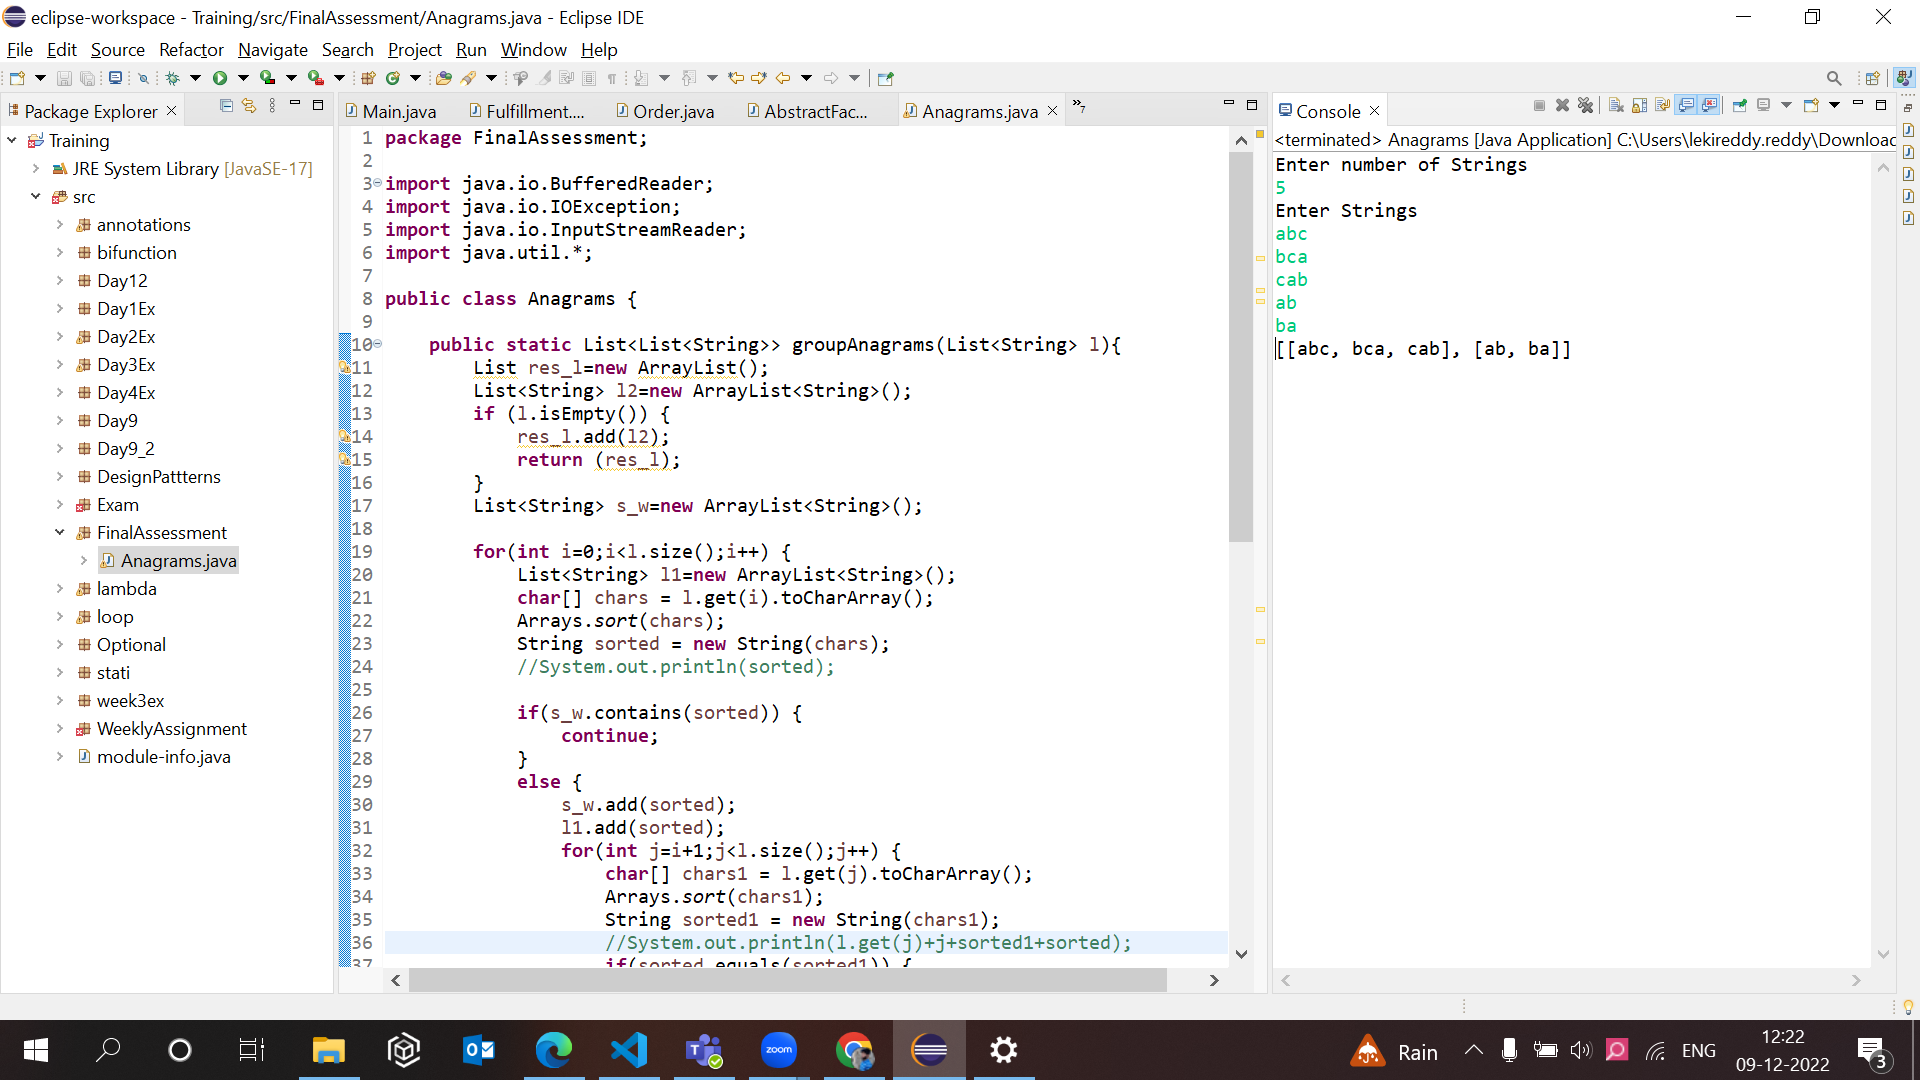 eclipse-workspace - Training/src/FinalAssessment/Anagrams.java - Eclipse IDE
File Edit Source Refactor Navigate Search Project Run Window Help
Package Explorer
Training
JRE System Library [JavaSE-17]
src
annotations
bifunction
Day12
Day1Ex
Day2Ex
Day3Ex
Day4Ex
Day9
Day9_2
DesignPattterns
Exam
FinalAssessment
Anagrams.java
lambda
loop
Optional
stati
week3ex
WeeklyAssignment
module-info.java
Main.java Fulfillment.... Order.java AbstractFac... Anagrams.java 7
1 package FinalAssessment;
2
3 import java.io.BufferedReader;
4 import java.io.IOException;
5 import java.io.InputStreamReader;
6 import java.util.*;
7
8 public class Anagrams {
9
10 public static List<List<String>> groupAnagrams(List<String> l){
11 List res_l=new ArrayList();
12 List<String> l2=new ArrayList<String>();
13 if (l.isEmpty()) {
14 res_l.add(l2);
15 return (res_l);
16 }
17 List<String> s_w=new ArrayList<String>();
18
19 for(int i=0;i<l.size();i++) {
20 List<String> l1=new ArrayList<String>();
21 char[] chars = l.get(i).toCharArray();
22 Arrays.sort(chars);
23 String sorted = new String(chars);
24 //System.out.println(sorted);
25
26 if(s_w.contains(sorted)) {
27 continue;
28 }
29 else {
30 s_w.add(sorted);
31 l1.add(sorted);
32 for(int j=i+1;j<l.size();j++) {
33 char[] chars1 = l.get(j).toCharArray();
34 Arrays.sort(chars1);
35 String sorted1 = new String(chars1);
36 //System.out.println(l.get(j)+j+sorted1+sorted);
37 if(sorted.equals(sorted1)) {
Console
<terminated> Anagrams [Java Application] C:\Users\lekireddy.reddy\Downloac
Enter number of Strings
5
Enter Strings
abc
bca
cab
ab
ba
[[abc, bca, cab], [ab, ba]]
zoom
Rain
ENG
12:22
09-12-2022
3